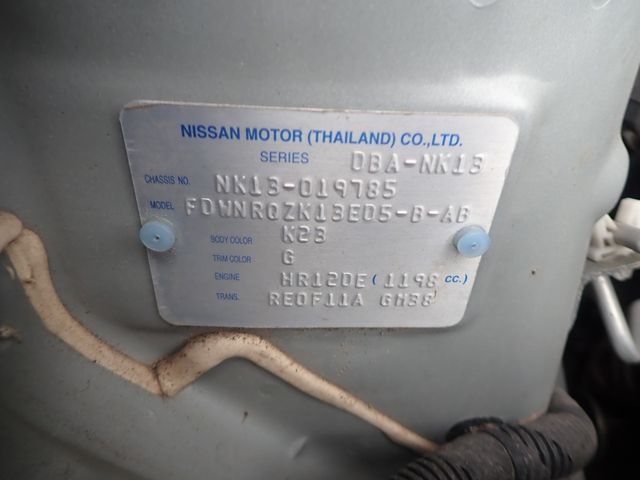 NISSAN MOTOR (THAILAND) CO.,LTD.
SERIES DBA-NK13
CHASSIS NO. NK13-019785
MODEL FDWNRQZK13ED5-B-AB
BODY COLOR K23
TRIM COLOR G
ENGINE HR12DE ( 1198 CC.)
TRANS. RE0F11A GM38